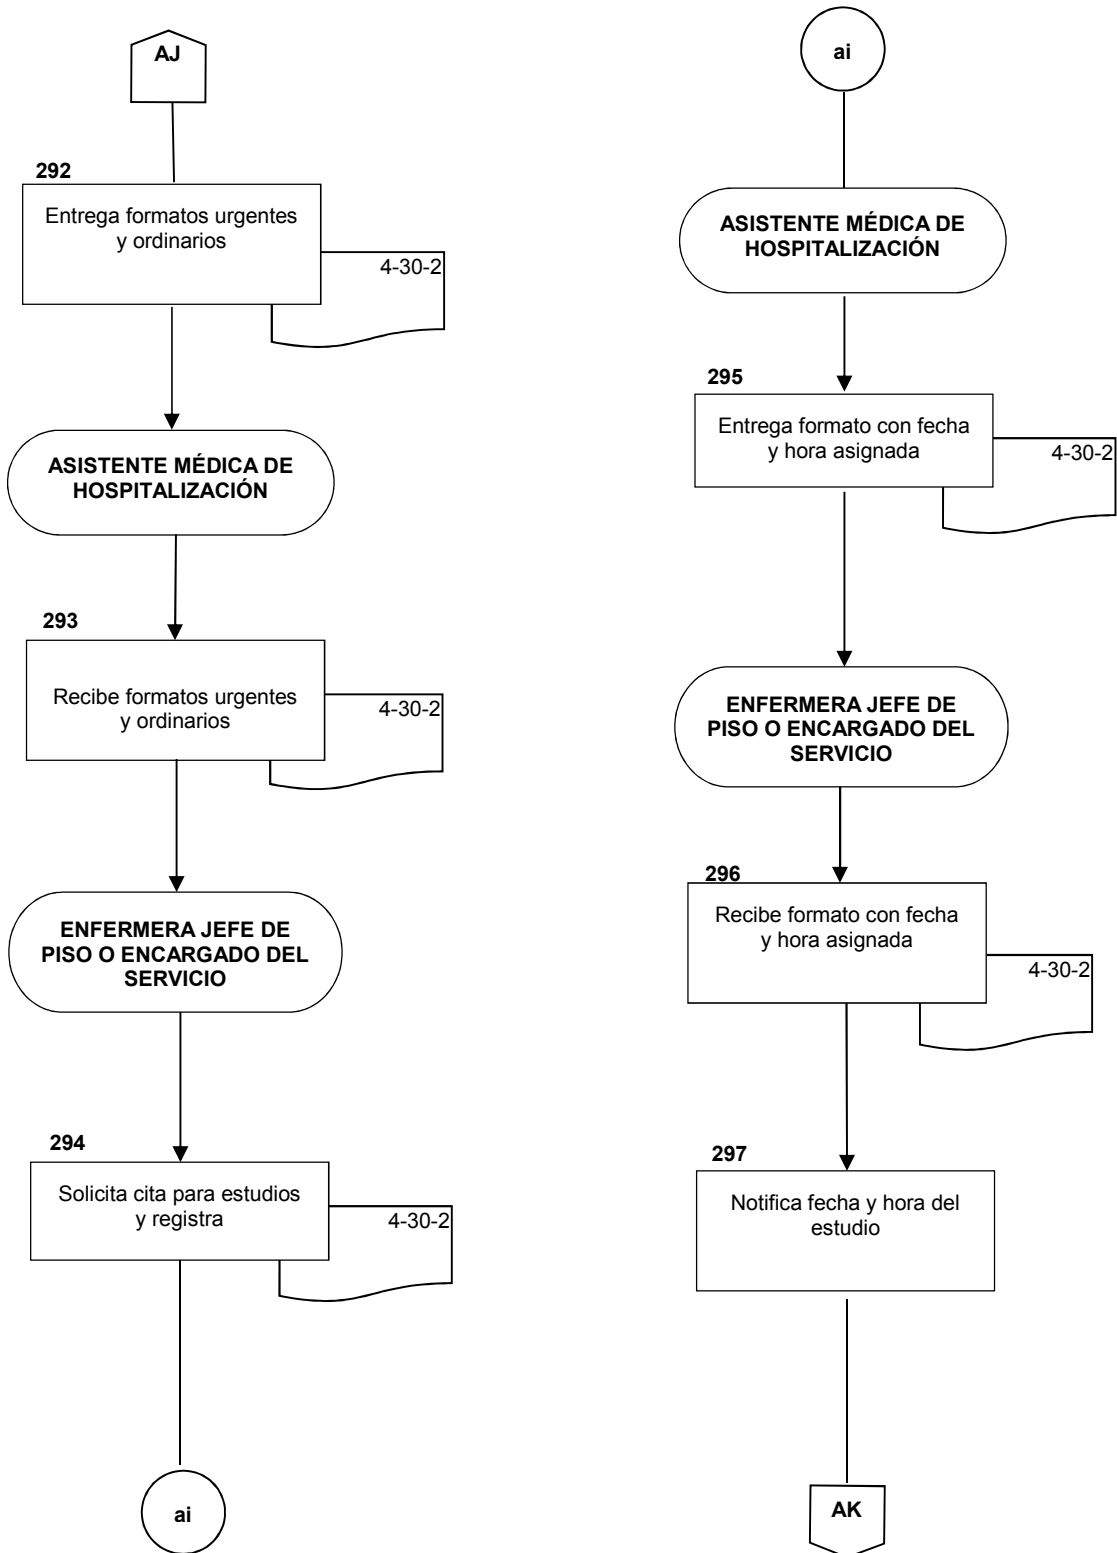 AJ
292
Entrega formatos urgentes
y ordinarios
4-30-2
ASISTENTE MÉDICA DE
HOSPITALIZACIÓN
293
Recibe formatos urgentes
y ordinarios
4-30-2
ENFERMERA JEFE DE
PISO O ENCARGADO DEL
SERVICIO
294
Solicita cita para estudios
y registra
4-30-2
ai
ai
ASISTENTE MÉDICA DE
HOSPITALIZACIÓN
295
Entrega formato con fecha
y hora asignada
4-30-2
ENFERMERA JEFE DE
PISO O ENCARGADO DEL
SERVICIO
296
Recibe formato con fecha
y hora asignada
4-30-2
297
Notifica fecha y hora del
estudio
AK